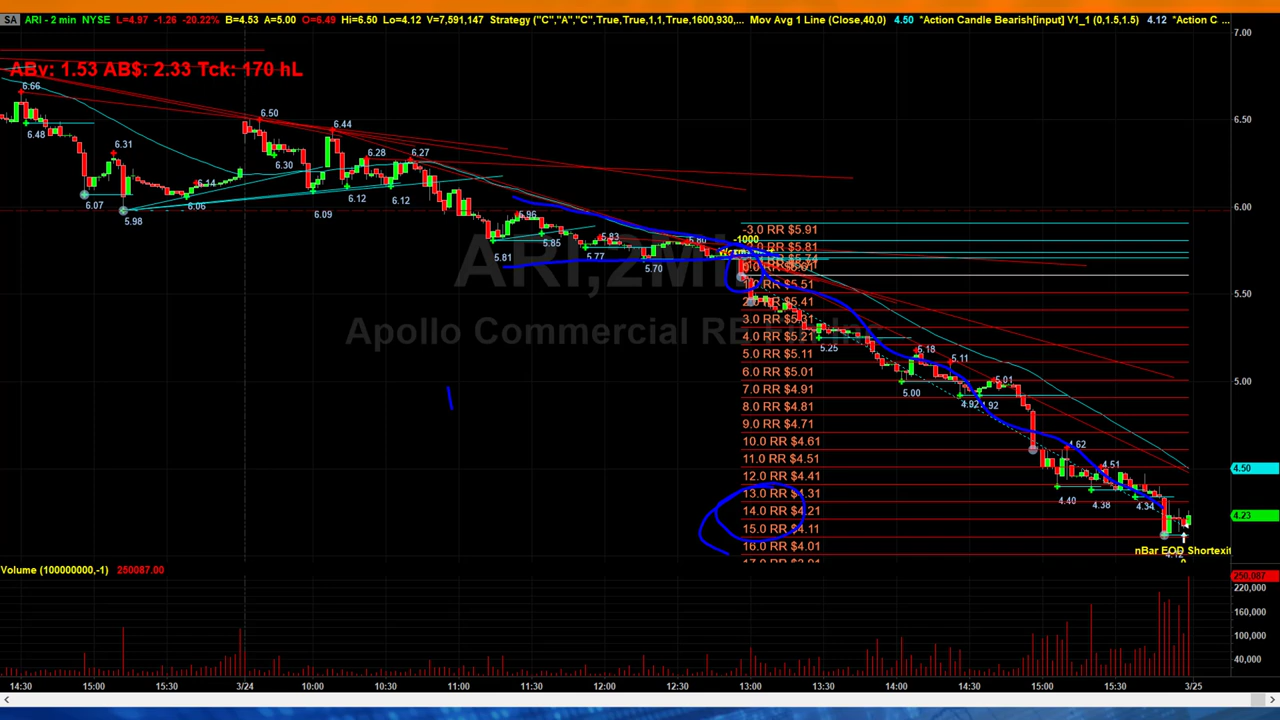 SA ARI - 2 min NYSE L=4.97 -1.26 -20.22% B=4.53 A=5.00 O=6.49 Hi=6.50 Lo=4.12 V=7,591,147 Strategy ("C","A","C",True,True,1,1,True,1600,930,... Mov Avg 1 Line (Close,40,0) 4.50 *Action Candle Bearish[input] V1_1 (0,1.5,1.5) 4.12 *Action C ...
7.00
ABv: 1.53 AB$: 2.33 Tck: 170 hL
6.66
6.50
6.50
6.44
6.48
6.31
6.30
6.28
6.27
6.14
6.07
6.06
5.98
6.09
6.12
6.12
6.00
5.96
-3.0 RR $5.91
-1000
5.85
5.83
5.80
5.81
5.77
5.70
ARI,2M
1.0 RR $5.51
5.50
2.0 RR $5.41
3.0 RR $5.31
Apollo Commercial RE
4.0 RR $5.21
5.25
5.0 RR $5.11
5.18
5.11
6.0 RR $5.01
5.01
5.00
5.00
7.0 RR $4.91
4.92
4.92
8.0 RR $4.81
9.0 RR $4.71
10.0 RR $4.61
4.62
11.0 RR $4.51
4.51
4.50
12.0 RR $4.41
13.0 RR $4.31
4.40
4.38
4.34
14.0 RR $4.21
4.23
15.0 RR $4.11
16.0 RR $4.01
nBar EOD Shortexit
Volume (100000000,-1) 250087.00
250,087
220,000
160,000
100,000
40,000
14:30 15:00 15:30 3/24 10:00 10:30 11:00 11:30 12:00 12:30 13:00 13:30 14:00 14:30 15:00 15:30 3/25